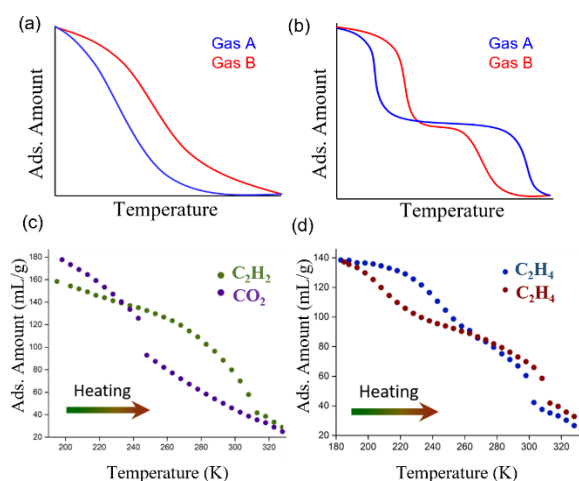 (a)
Gas A
Gas B
Ads. Amount
Temperature
(b)
Gas A
Gas B
Ads. Amount
Temperature
(c)
C₂H₂
CO₂
Heating
Ads. Amount (mL/g)
180
160
140
120
100
80
60
40
20
200 220 240 260 280 300 320
Temperature (K)
(d)
C₂H₄
C₂H₄
Heating
Ads. Amount (mL/g)
140
120
100
80
60
40
20
180 200 220 240 260 280 300 320
Temperature (K)